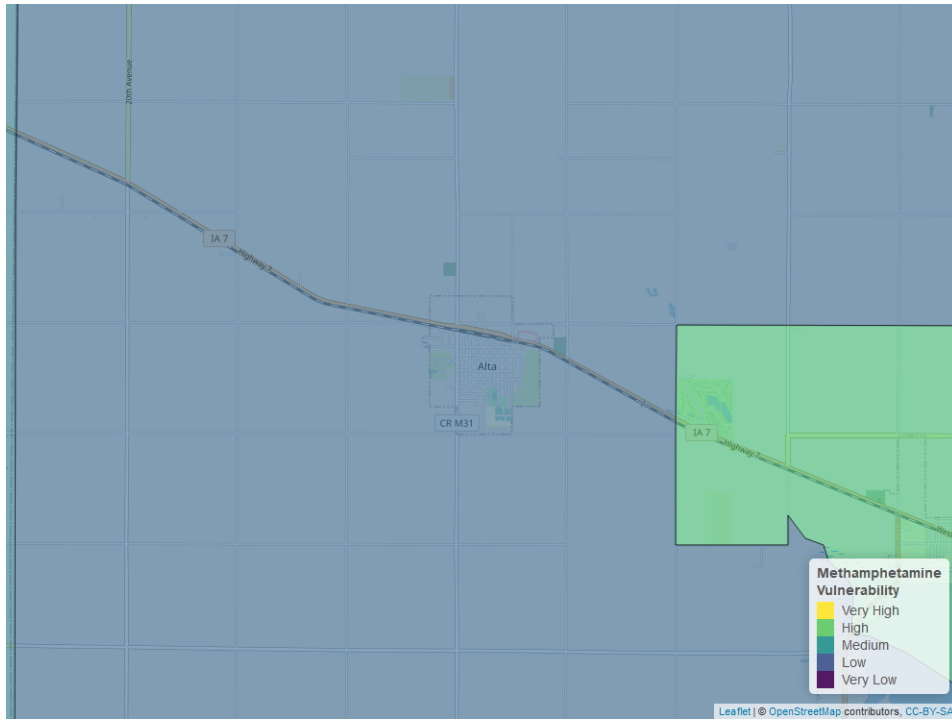 20th Avenue
IA 7
Highway 7
Alta
CR M31
IA 7
Highway 7
Methamphetamine
Vulnerability
Very High
High
Medium
Low
Very Low
Leaflet | © OpenStreetMap contributors, CC-BY-SA